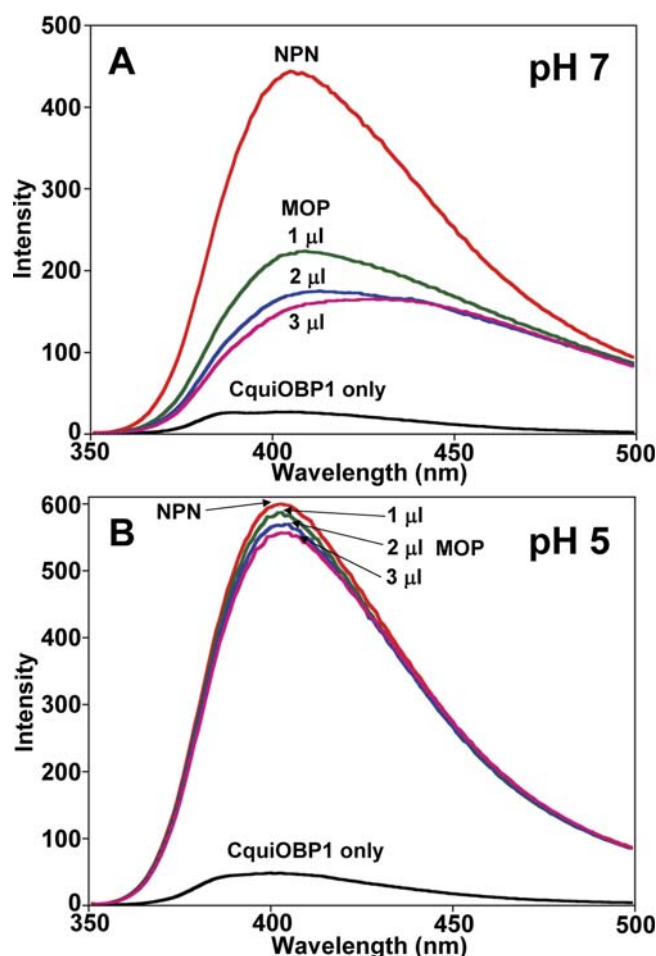 A
pH 7
NPN
MOP
1 µl
2 µl
3 µl
CquiOBP1 only
Intensity
500
400
300
200
100
0
350
400
450
500
Wavelength (nm)
B
pH 5
NPN
1 µl
2 µl MOP
3 µl
CquiOBP1 only
Intensity
600
500
400
300
200
100
0
350
400
450
500
Wavelength (nm)